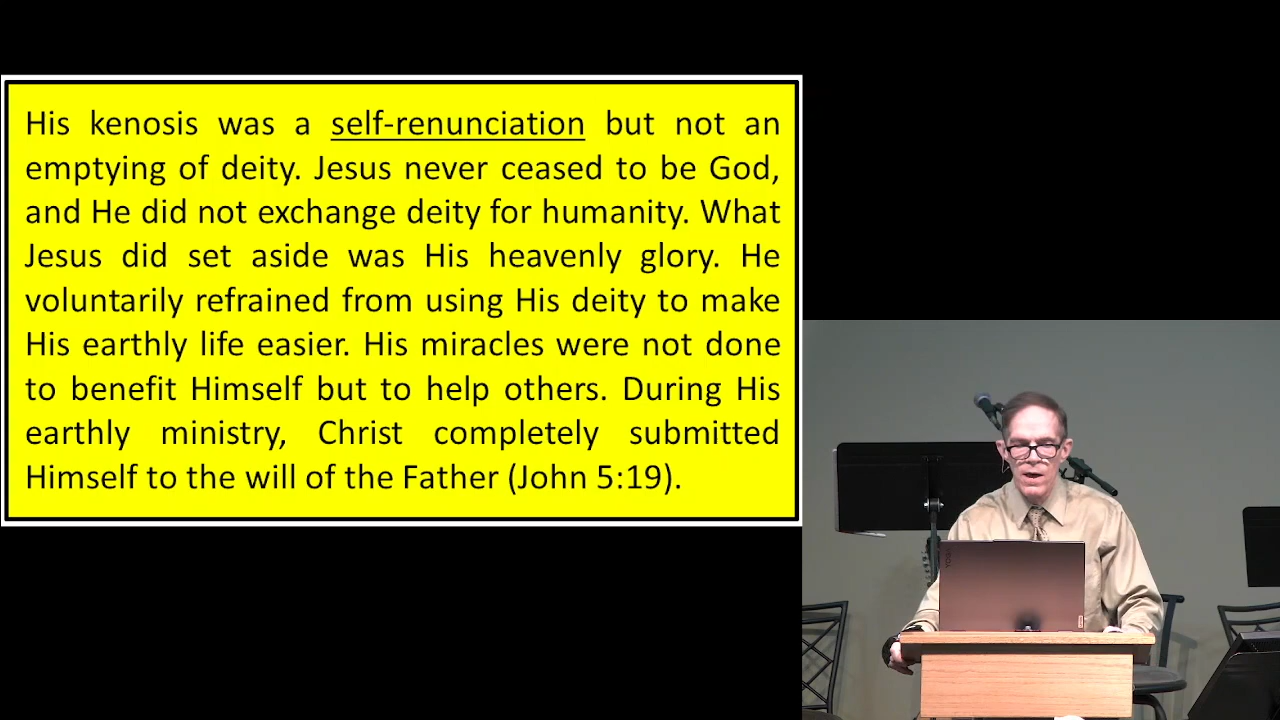 His kenosis was a self-renunciation but not an
emptying of deity. Jesus never ceased to be God,
and He did not exchange deity for humanity. What
Jesus did set aside was His heavenly glory. He
voluntarily refrained from using His deity to make
His earthly life easier. His miracles were not done
to benefit Himself but to help others. During His
earthly ministry, Christ completely submitted
Himself to the will of the Father (John 5:19).